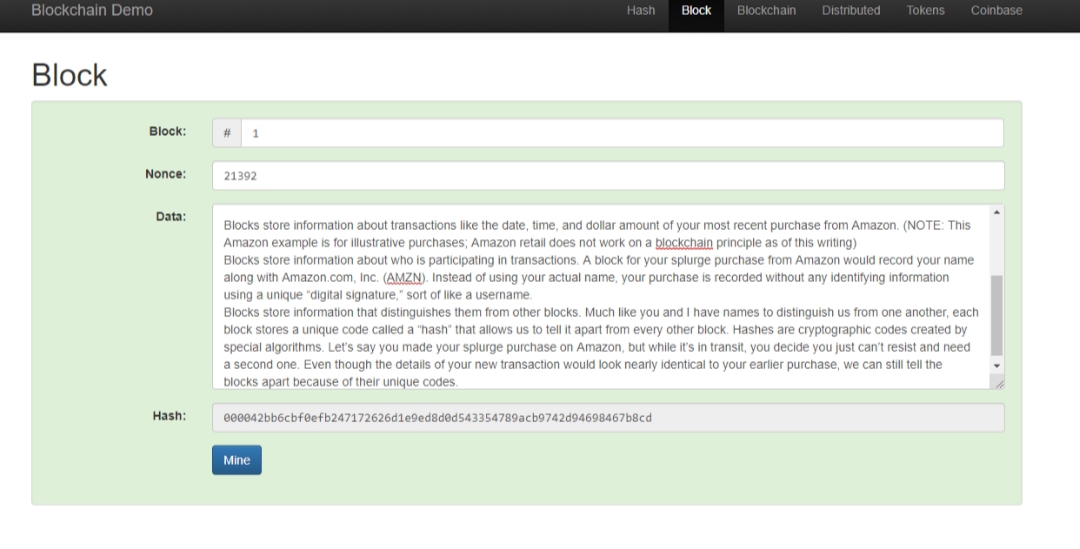 Blockchain Demo
Hash Block Blockchain Distributed Tokens Coinbase
Block
Block: # 1
Nonce: 21392
Data:
Blocks store information about transactions like the date, time, and dollar amount of your most recent purchase from Amazon. (NOTE: This
Amazon example is for illustrative purchases; Amazon retail does not work on a blockchain principle as of this writing)
Blocks store information about who is participating in transactions. A block for your splurge purchase from Amazon would record your name
along with Amazon.com, Inc. (AMZN). Instead of using your actual name, your purchase is recorded without any identifying information
using a unique "digital signature," sort of like a username.
Blocks store information that distinguishes them from other blocks. Much like you and I have names to distinguish us from one another, each
block stores a unique code called a "hash" that allows us to tell it apart from every other block. Hashes are cryptographic codes created by
special algorithms. Let's say you made your splurge purchase on Amazon, but while it's in transit, you decide you just can't resist and need
a second one. Even though the details of your new transaction would look nearly identical to your earlier purchase, we can still tell the
blocks apart because of their unique codes.
Hash: 000042bb6cbf0efb247172626d1e9ed8d0d543354789acb9742d94698467b8cd
Mine